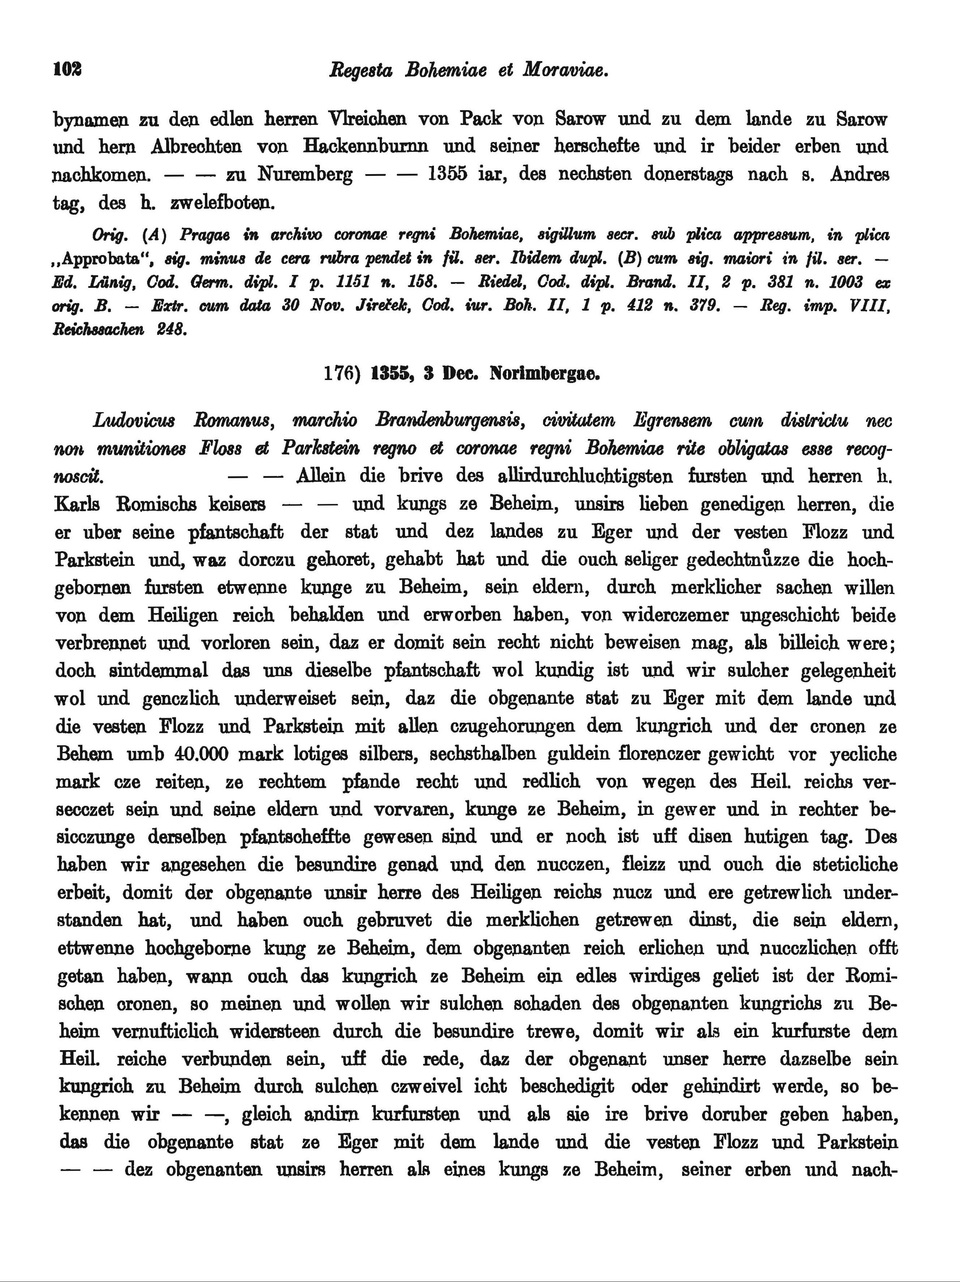 102 Regesta Bohemiae et Moraviae.
bynamen zu den edlen herren Vlreichen von Pack von Sarow und zu dem lande zu Sarow
und hern Albrechten von Hackennburnn und seiner herschefte und ir beider erben und
nachkomen. — — zu Nuremberg — — 1355 iar, des nechsten donerstags nach s. Andres
tag, des h. zwelefboten.
Orig. (A) Pragae in archivo coronae regni Bohemiae, sigillum secr. sub plica appressum, in plica
„Approbata“, sig. minus de cera rubra pendet in fil. ser. Ibidem dupl. (B) cum sig. maiori in fil. ser. —
Ed. Lünig, Cod. Germ. dipl. I p. 1151 n. 158. — Riedel, Cod. dipl. Brand. II, 2 p. 381 n. 1003 ex
orig. B. — Extr. cum data 30 Nov. Jireček, Cod. iur. Boh. II, 1 p. 412 n. 379. — Reg. imp. VIII,
Reichssachen 248.
176) 1355, 3 Dec. Norimbergae.
Ludovicus Romanus, marchio Brandenburgensis, civitatem Egrensem cum districtu nec
non munitiones Floss et Parkstein regno et coronae regni Bohemiae rite obligatas esse recog-
noscit. — — Allein die brive des allirdurchluchtigsten fursten und herren h.
Karls Romischs keisers — — und kungs ze Beheim, unsirs lieben genedigen herren, die
er uber seine pfantschaft der stat und dez landes zu Eger und der vesten Flozz und
Parkstein und, waz dorczu gehoret, gehabt hat und die ouch seliger gedechtnůzze die hoch-
gebornen fursten etwenne kunge zu Beheim, sein eldern, durch merklicher sachen willen
von dem Heiligen reich behalden und erworben haben, von widerczemer ungeschicht beide
verbrennet und vorloren sein, daz er domit sein recht nicht beweisen mag, als billeich were;
doch sintdemmal das uns dieselbe pfantschaft wol kundig ist und wir sulcher gelegenheit
wol und genczlich underweiset sein, daz die obgenante stat zu Eger mit dem lande und
die vesten Flozz und Parkstein mit allen czugehorungen dem kungrich und der cronen ze
Behem umb 40.000 mark lotiges silbers, sechsthalben guldein florenczer gewicht vor yecliche
mark cze reiten, ze rechtem pfande recht und redlich von wegen des Heil. reichs ver-
secczet sein und seine eldern und vorvaren, kunge ze Beheim, in gewer und in rechter be-
sicczunge derselben pfantscheffte gewesen sind und er noch ist uff disen hutigen tag. Des
haben wir angesehen die besundire genad und den nucczen, fleizz und ouch die steticliche
erbeit, domit der obgenante unsir herre des Heiligen reichs nucz und ere getrewlich under-
standen hat, und haben ouch gebruvet die merklichen getrewen dinst, die sein eldern,
ettwenne hochgeborne kung ze Beheim, dem obgenanten reich erlichen und nucczlichen offt
getan haben, wann ouch das kungrich ze Beheim ein edles wirdiges geliet ist der Romi-
schen cronen, so meinen und wollen wir sulchen schaden des obgenanten kungrichs zu Be-
heim vernufticlich widersteen durch die besundire trewe, domit wir als ein kurfurste dem
Heil. reiche verbunden sein, uff die rede, daz der obgenant unser herre dazselbe sein
kungrich zu Beheim durch sulchen czweivel icht beschedigit oder gehindirt werde, so be-
kennen wir — —, gleich andirn kurfursten und als sie ire brive doruber geben haben,
das die obgenante stat ze Eger mit dem lande und die vesten Flozz und Parkstein
— — dez obgenanten unsirs herren als eines kungs ze Beheim, seiner erben und nach-